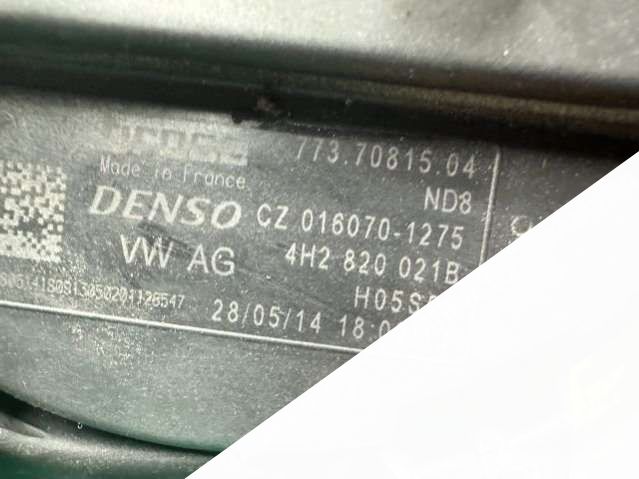 773.70815.04
Made in France
ND8
DENSO CZ 016070-1275
VW AG 4H2 820 021B
28/05/14